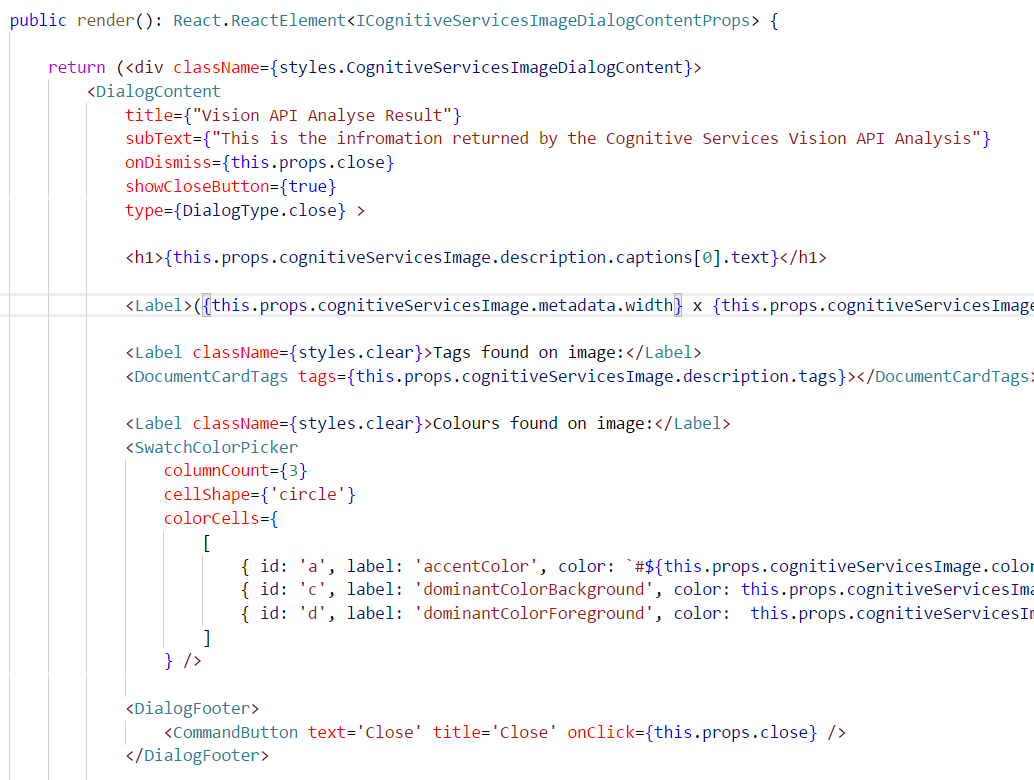 public render(): React.ReactElement<ICognitiveServicesImageDialogContentProps> {
return (<div className={styles.CognitiveServicesImageDialogContent}>
<DialogContent
title={"Vision API Analyse Result"}
subText={"This is the infromation returned by the Cognitive Services Vision API Analysis"}
onDismiss={this.props.close}
showCloseButton={true}
type={DialogType.close} >
<h1>{this.props.cognitiveServicesImage.description.captions[0].text}</h1>
<Label>({this.props.cognitiveServicesImage.metadata.width} x {this.props.cognitiveServicesImage
<Label className={styles.clear}>Tags found on image:</Label>
<DocumentCardTags tags={this.props.cognitiveServicesImage.description.tags}></DocumentCardTags>
<Label className={styles.clear}>Colours found on image:</Label>
<SwatchColorPicker
columnCount={3}
cellShape={'circle'}
colorCells={
[
{ id: 'a', label: 'accentColor', color: `#${this.props.cognitiveServicesImage.color
{ id: 'c', label: 'dominantColorBackground', color: this.props.cognitiveServicesIma
{ id: 'd', label: 'dominantColorForeground', color:  this.props.cognitiveServicesIm
]
} />
<DialogFooter>
<CommandButton text='Close' title='Close' onClick={this.props.close} />
</DialogFooter>